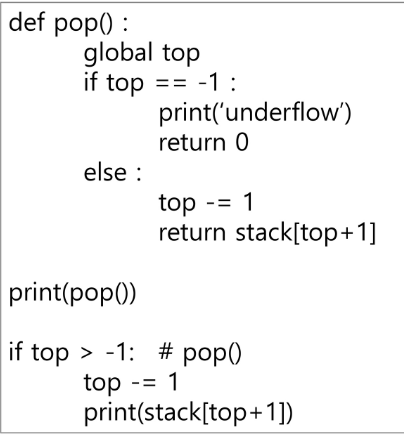 def pop() :
global top
if top == -1 :
print(‘underflow’)
return 0
else :
top -= 1
return stack[top+1]
print(pop())
if top > -1: # pop()
top -= 1
print(stack[top+1])